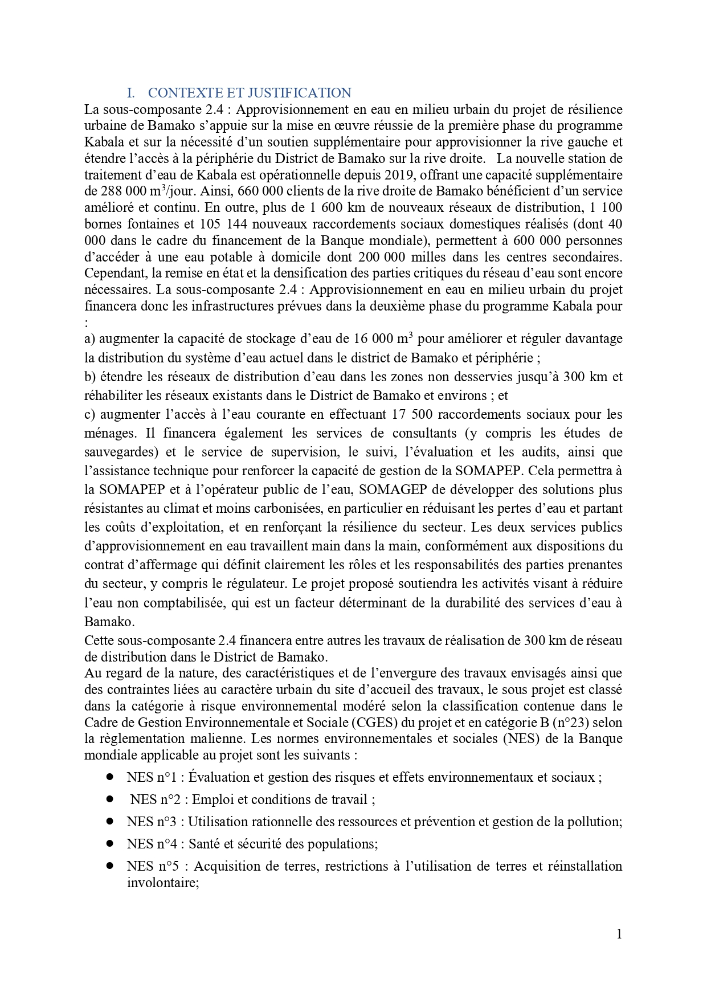 I. CONTEXTE ET JUSTIFICATION
La sous-composante 2.4 : Approvisionnement en eau en milieu urbain du projet de résilience
urbaine de Bamako s’appuie sur la mise en œuvre réussie de la première phase du programme
Kabala et sur la nécessité d’un soutien supplémentaire pour approvisionner la rive gauche et
étendre l’accès à la périphérie du District de Bamako sur la rive droite. La nouvelle station de
traitement d’eau de Kabala est opérationnelle depuis 2019, offrant une capacité supplémentaire
de 288 000 m³/jour. Ainsi, 660 000 clients de la rive droite de Bamako bénéficient d’un service
amélioré et continu. En outre, plus de 1 600 km de nouveaux réseaux de distribution, 1 100
bornes fontaines et 105 144 nouveaux raccordements sociaux domestiques réalisés (dont 40
000 dans le cadre du financement de la Banque mondiale), permettent à 600 000 personnes
d’accéder à une eau potable à domicile dont 200 000 milles dans les centres secondaires.
Cependant, la remise en état et la densification des parties critiques du réseau d’eau sont encore
nécessaires. La sous-composante 2.4 : Approvisionnement en eau en milieu urbain du projet
financera donc les infrastructures prévues dans la deuxième phase du programme Kabala pour
:
a) augmenter la capacité de stockage d’eau de 16 000 m³ pour améliorer et réguler davantage
la distribution du système d’eau actuel dans le district de Bamako et périphérie ;
b) étendre les réseaux de distribution d’eau dans les zones non desservies jusqu’à 300 km et
réhabiliter les réseaux existants dans le District de Bamako et environs ; et
c) augmenter l’accès à l’eau courante en effectuant 17 500 raccordements sociaux pour les
ménages. Il financera également les services de consultants (y compris les études de
sauvegardes) et le service de supervision, le suivi, l’évaluation et les audits, ainsi que
l’assistance technique pour renforcer la capacité de gestion de la SOMAPEP. Cela permettra à
la SOMAPEP et à l’opérateur public de l’eau, SOMAGEP de développer des solutions plus
résistantes au climat et moins carbonisées, en particulier en réduisant les pertes d’eau et partant
les coûts d’exploitation, et en renforçant la résilience du secteur. Les deux services publics
d’approvisionnement en eau travaillent main dans la main, conformément aux dispositions du
contrat d’affermage qui définit clairement les rôles et les responsabilités des parties prenantes
du secteur, y compris le régulateur. Le projet proposé soutiendra les activités visant à réduire
l’eau non comptabilisée, qui est un facteur déterminant de la durabilité des services d’eau à
Bamako.
Cette sous-composante 2.4 financera entre autres les travaux de réalisation de 300 km de réseau
de distribution dans le District de Bamako.
Au regard de la nature, des caractéristiques et de l’envergure des travaux envisagés ainsi que
des contraintes liées au caractère urbain du site d’accueil des travaux, le sous projet est classé
dans la catégorie à risque environnemental modéré selon la classification contenue dans le
Cadre de Gestion Environnementale et Sociale (CGES) du projet et en catégorie B (n°23) selon
la règlementation malienne. Les normes environnementales et sociales (NES) de la Banque
mondiale applicable au projet sont les suivants :
● NES n°1 : Évaluation et gestion des risques et effets environnementaux et sociaux ;
● NES n°2 : Emploi et conditions de travail ;
● NES n°3 : Utilisation rationnelle des ressources et prévention et gestion de la pollution;
● NES n°4 : Santé et sécurité des populations;
● NES n°5 : Acquisition de terres, restrictions à l’utilisation de terres et réinstallation
involontaire;
1